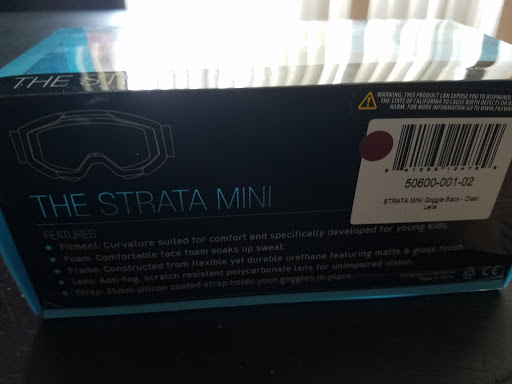 THE ST
WARNING: THIS PRODUCT CAN EXPOSE YOU TO BISPHENOL
THE STATE OF CALIFORNIA TO CAUSE BIRTH DEFECTS OR
HARM. FOR MORE INFORMATION GO TO
50600-001-02
STRATA MINI Goggle Black - Clear
Lens
THE STRATA MINI
FEATURES
• Fitment: Curvature suited for comfort and specifically developed for young kids.
• Foam: Comfortable face foam soaks up sweat.
• Frame: Constructed from flexible yet durable urethane featuring matte & gloss finish
• Lens: Anti-fog, scratch resistant polycarbonate lens for unimpaired vision.
• Strap: 35mm silicon coated strap holds your goggles in place.
CE